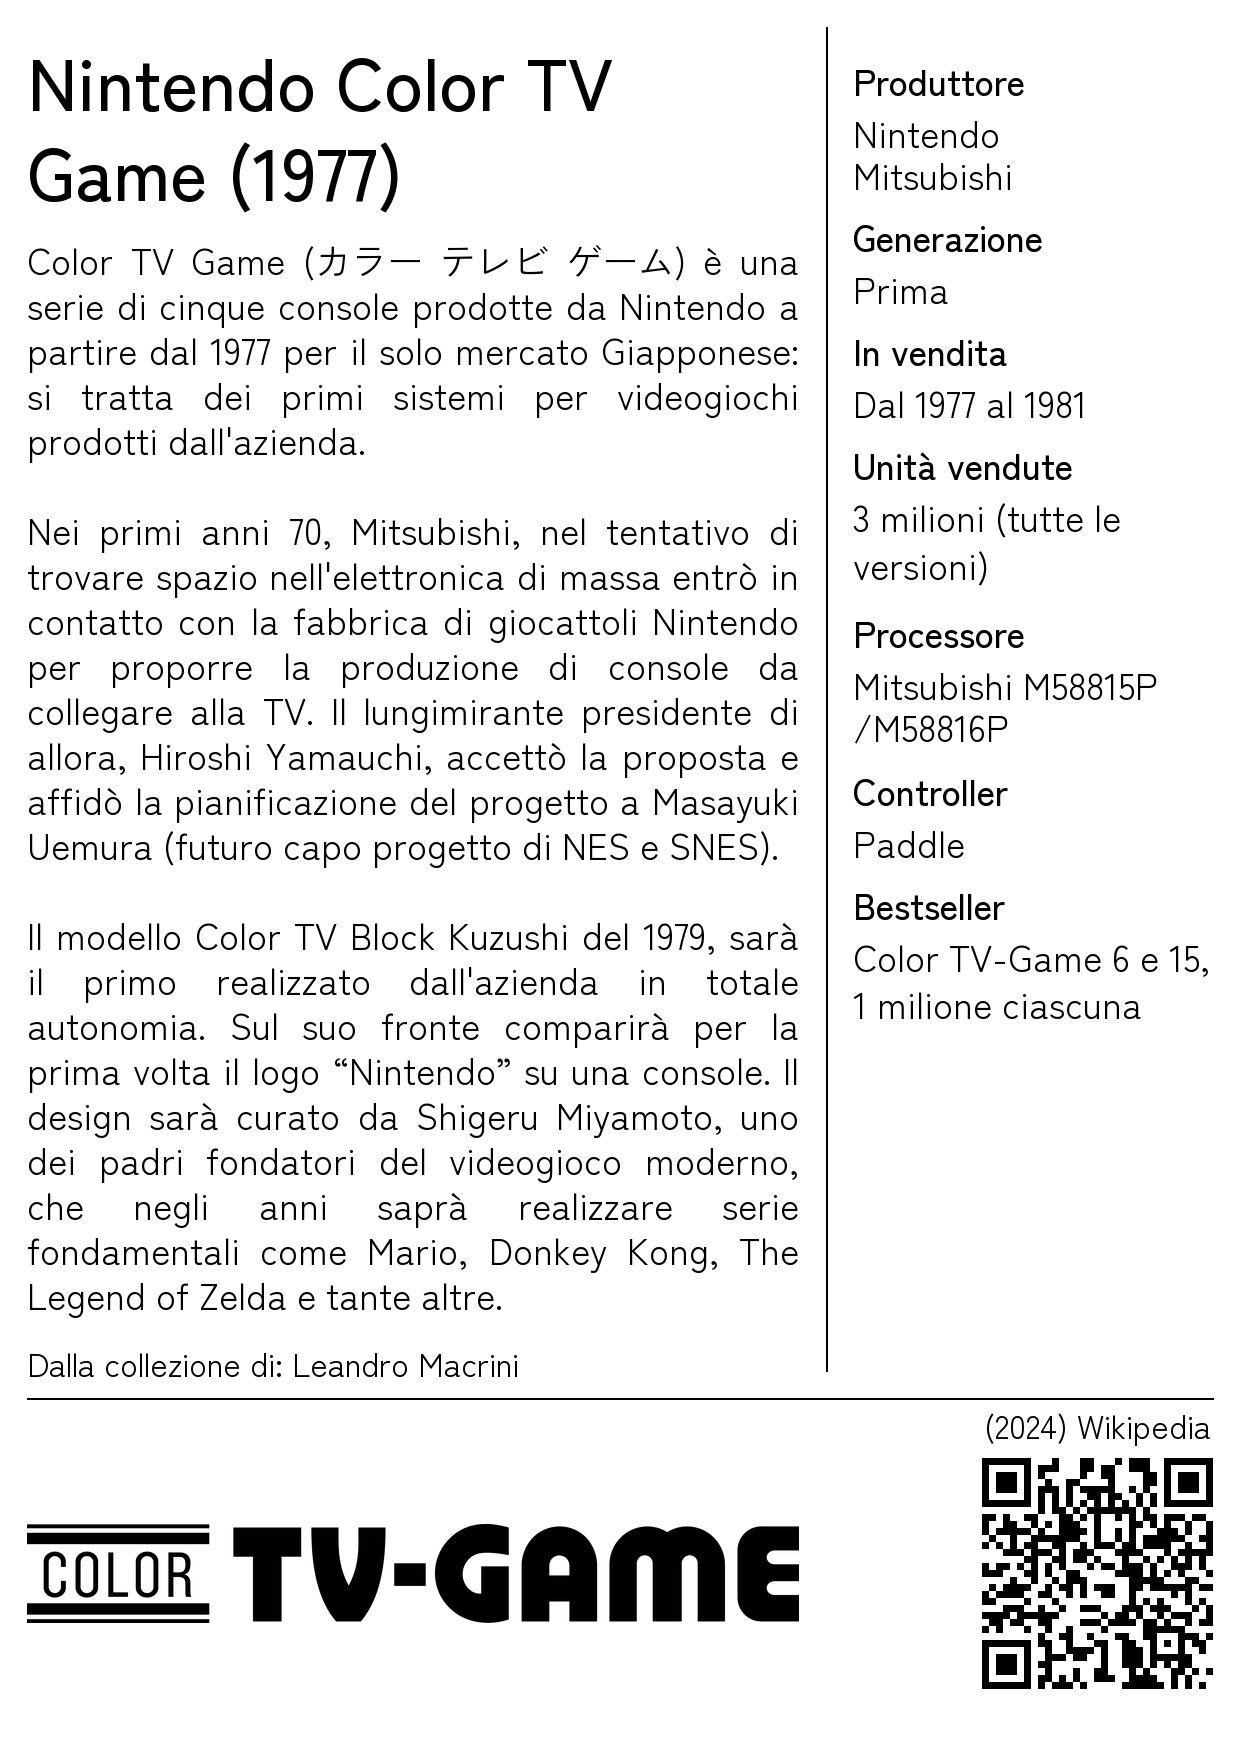 Nintendo Color TV
Game (1977)
Color TV Game (カラー テレビ ゲーム) è una
serie di cinque console prodotte da Nintendo a
partire dal 1977 per il solo mercato Giapponese:
si tratta dei primi sistemi per videogiochi
prodotti dall'azienda.
Nei primi anni 70, Mitsubishi, nel tentativo di
trovare spazio nell'elettronica di massa entrò in
contatto con la fabbrica di giocattoli Nintendo
per proporre la produzione di console da
collegare alla TV. Il lungimirante presidente di
allora, Hiroshi Yamauchi, accettò la proposta e
affidò la pianificazione del progetto a Masayuki
Uemura (futuro capo progetto di NES e SNES).
Il modello Color TV Block Kuzushi del 1979, sarà
il primo realizzato dall'azienda in totale
autonomia. Sul suo fronte comparirà per la
prima volta il logo “Nintendo” su una console. Il
design sarà curato da Shigeru Miyamoto, uno
dei padri fondatori del videogioco moderno,
che negli anni saprà realizzare serie
fondamentali come Mario, Donkey Kong, The
Legend of Zelda e tante altre.
Dalla collezione di: Leandro Macrini
Produttore
Nintendo
Mitsubishi
Generazione
Prima
In vendita
Dal 1977 al 1981
Unità vendute
3 milioni (tutte le
versioni)
Processore
Mitsubishi M58815P
/M58816P
Controller
Paddle
Bestseller
Color TV-Game 6 e 15,
1 milione ciascuna
(2024) Wikipedia
COLOR TV-GAME